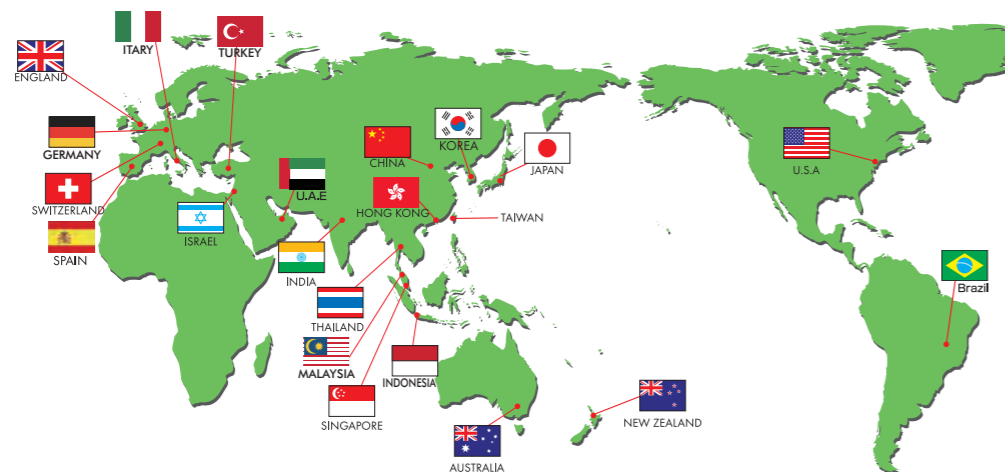 ITARY
TURKEY
ENGLAND
GERMANY
CHINA
KOREA
JAPAN
U.S.A
SWITZERLAND
U.A.E
HONG KONG
TAIWAN
ISRAEL
SPAIN
INDIA
Brazil
THAILAND
MALAYSIA
INDONESIA
SINGAPORE
NEW ZEALAND
AUSTRALIA